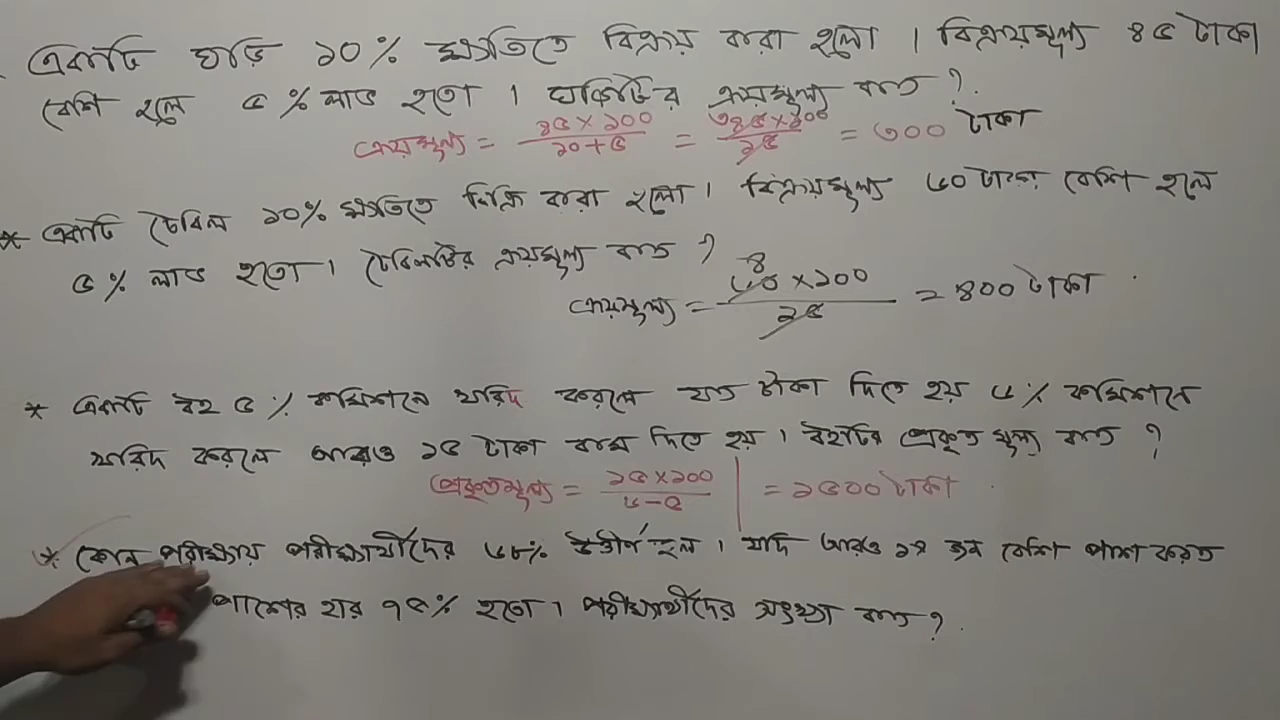 একটি ঘড়ি ১০% ক্ষতিতে বিক্রয় করা হলো । বিক্রয়মূল্য ৪৫ টাকা
বেশি হলে ৫% লাভ হতো । ঘড়িটির ক্রয়মূল্য কত ?
ক্রয়মূল্য = ৪৫ × ১০০ / ১০+৫ = ৩ ৪৫ × ১০০ / ১৫ = ৩০০ টাকা
* একটি টেবিল ১০% ক্ষতিতে বিক্রি করা হলো । বিক্রয়মূল্য ৬০ টাকা বেশি হলে
৫% লাভ হতো । টেবিলটির ক্রয়মূল্য কত ?
ক্রয়মূল্য = ৪ ৬০ × ১০০ / ১৫ = ৪০০ টাকা
* একটি বই ৫% কমিশনে খরিদ করলে যত টাকা দিতে হয় ৬% কমিশনে
খরিদ করলে আরও ১৫ টাকা কম দিতে হয় । বইটির প্রকৃত মূল্য কত ?
প্রকৃতমূল্য = ১৫ × ১০০ / ৬-৫ = ১৫০০ টাকা
* কোন পরীক্ষায় পরীক্ষার্থীদের ৬৮% উত্তীর্ণ হল । যদি আরও ১৪ জন বেশি পাশ করত
পাশের হার ৭৫% হতো । পরীক্ষার্থীদের সংখ্যা কত ?